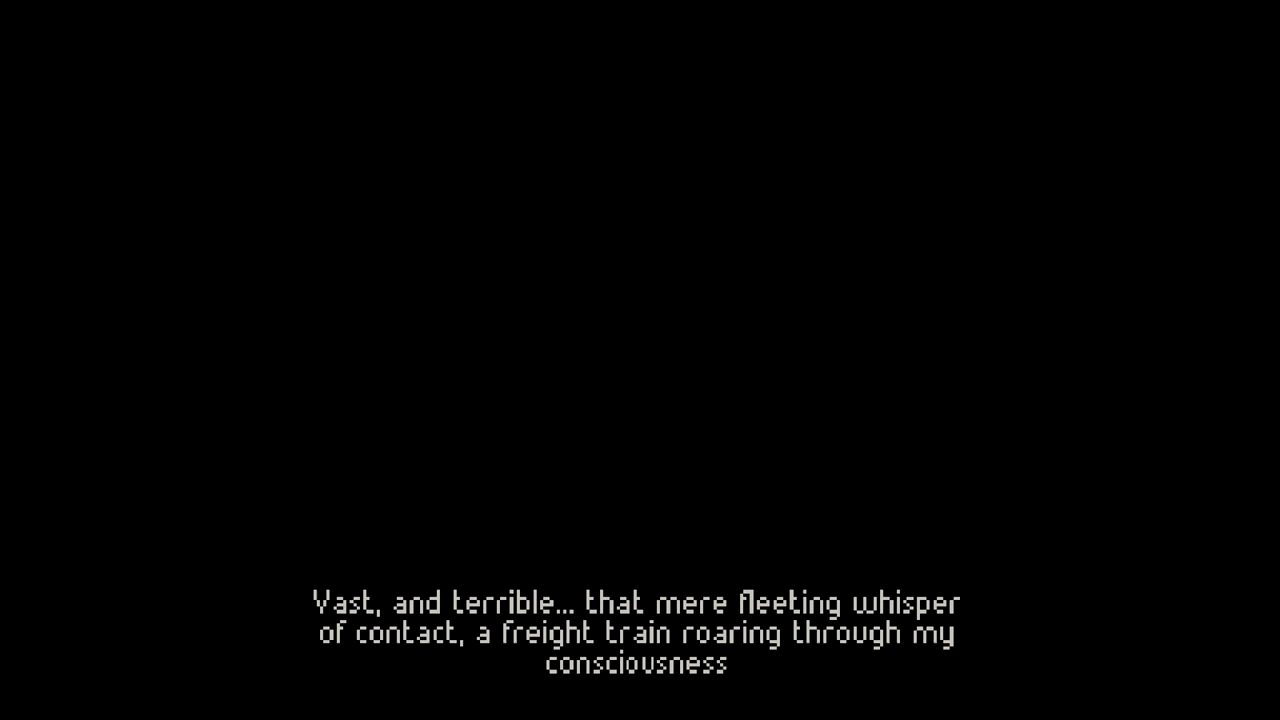 Vast, and terrible... that mere fleeting whisper
of contact, a freight train roaring through my
consciousness